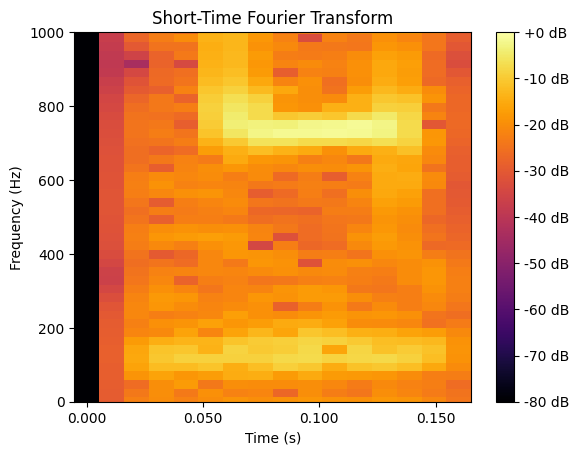 Short-Time Fourier Transform
1000
800
600
400
200
0
Frequency (Hz)
0.000
0.050
0.100
0.150
Time (s)
+0 dB
-10 dB
-20 dB
-30 dB
-40 dB
-50 dB
-60 dB
-70 dB
-80 dB